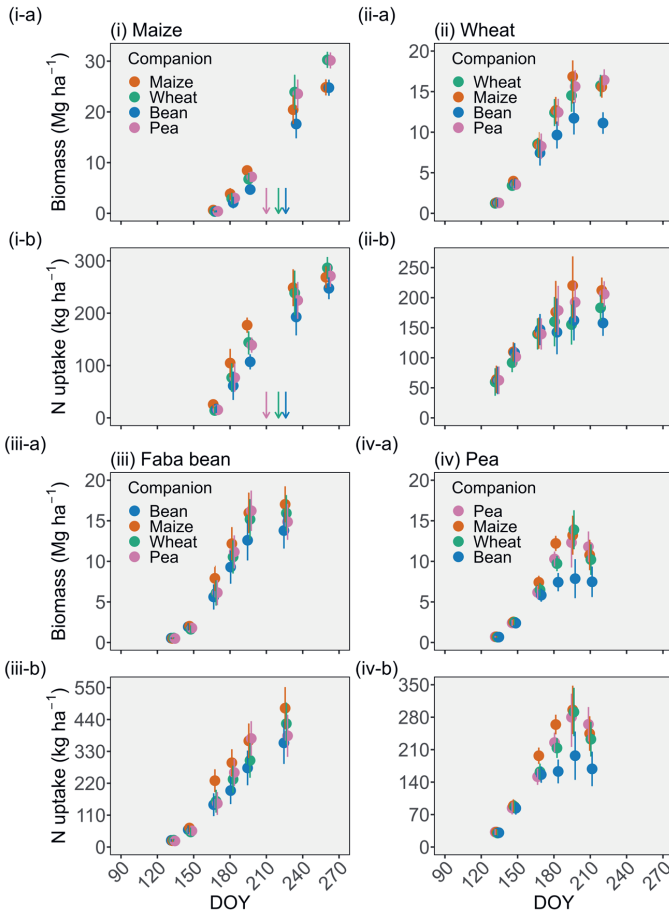 (i-a)
(i) Maize
Biomass (Mg ha⁻¹)
30
20
10
0
Companion
Maize
Wheat
Bean
Pea
(ii-a)
(ii) Wheat
20
15
10
5
0
Companion
Wheat
Maize
Bean
Pea
(i-b)
N uptake (kg ha⁻¹)
300
200
100
0
(ii-b)
250
200
150
100
50
0
(iii-a)
(iii) Faba bean
Biomass (Mg ha⁻¹)
20
15
10
5
0
Companion
Bean
Maize
Wheat
Pea
(iv-a)
(iv) Pea
20
15
10
5
0
Companion
Pea
Maize
Wheat
Bean
(iii-b)
N uptake (kg ha⁻¹)
550
440
330
220
110
0
90 120 150 180 210 240 270
DOY
(iv-b)
350
280
210
140
70
0
90 120 150 180 210 240 270
DOY